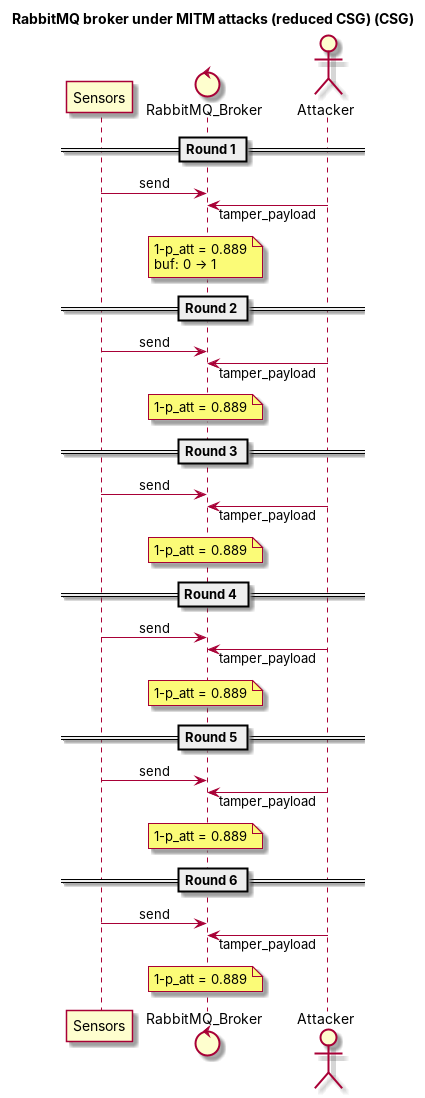 RabbitMQ broker under MITM attacks (reduced CSG) (CSG)
Sensors
RabbitMQ_Broker
Attacker
Round 1
send
tamper_payload
1-p_att = 0.889
buf: 0 → 1
Round 2
send
tamper_payload
1-p_att = 0.889
Round 3
send
tamper_payload
1-p_att = 0.889
Round 4
send
tamper_payload
1-p_att = 0.889
Round 5
send
tamper_payload
1-p_att = 0.889
Round 6
send
tamper_payload
1-p_att = 0.889
Sensors
RabbitMQ_Broker
Attacker